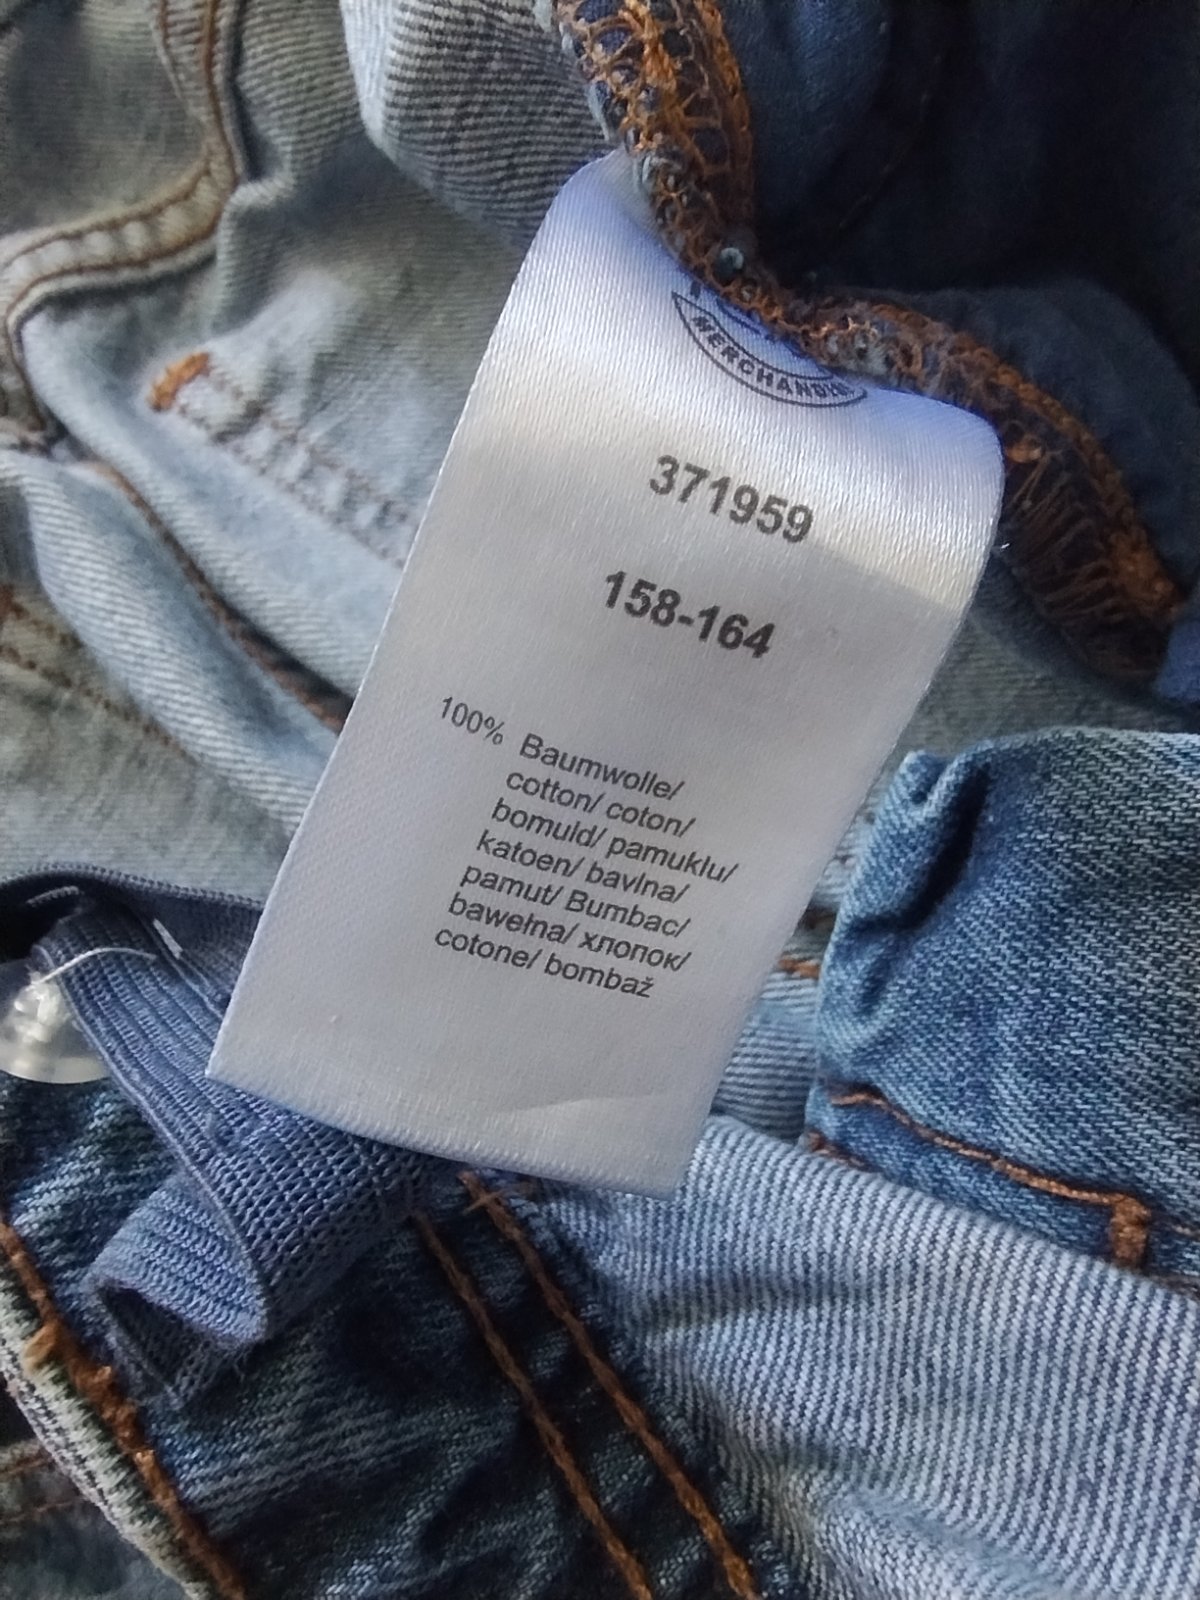 MERCHANDISE
371959
158-164
100% Baumwolle/
cotton/ coton/
bomuld/ pamuklu/
katoen/ bavlna/
pamut/ Bumbac/
bawełna/ хлопок/
cotone/ bombaž